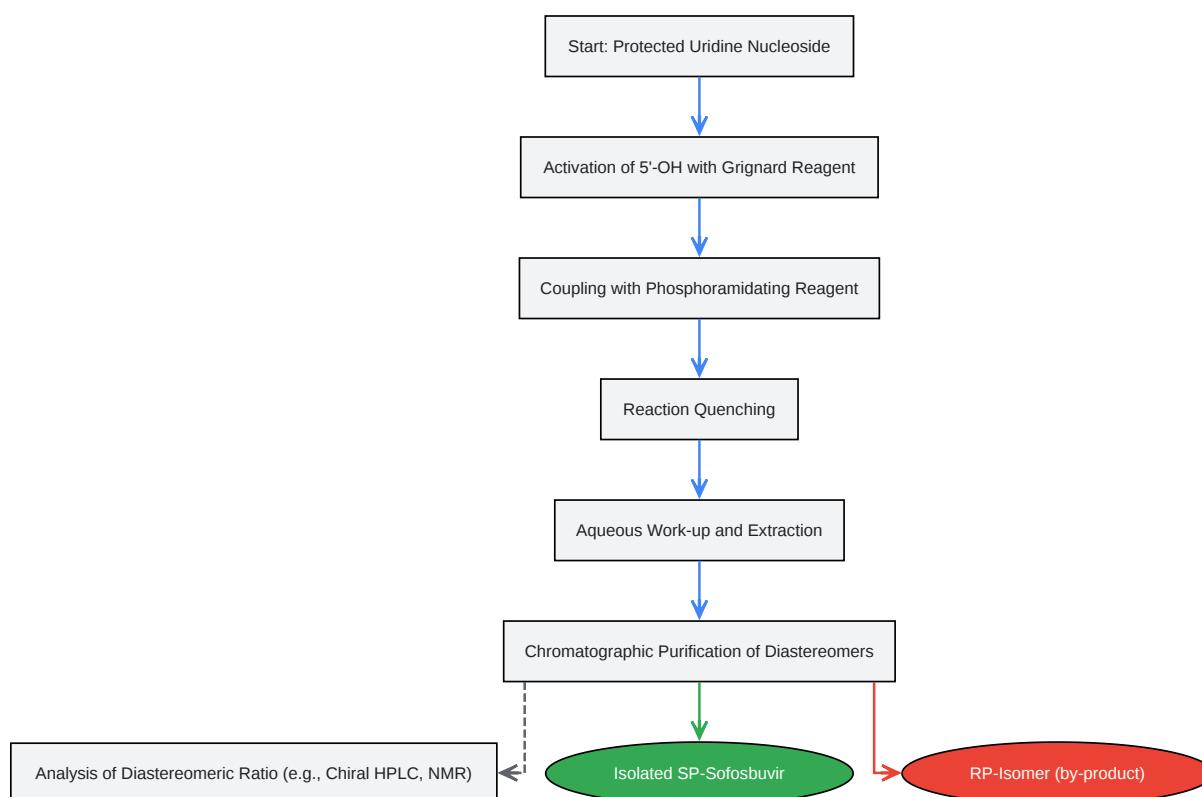 Start: Protected Uridine Nucleoside
Activation of 5'-OH with Grignard Reagent
Coupling with Phosphoramidating Reagent
Reaction Quenching
Aqueous Work-up and Extraction
Chromatographic Purification of Diastereomers
Analysis of Diastereomeric Ratio (e.g., Chiral HPLC, NMR)
Isolated SP-Sofosbuvir
RP-Isomer (by-product)